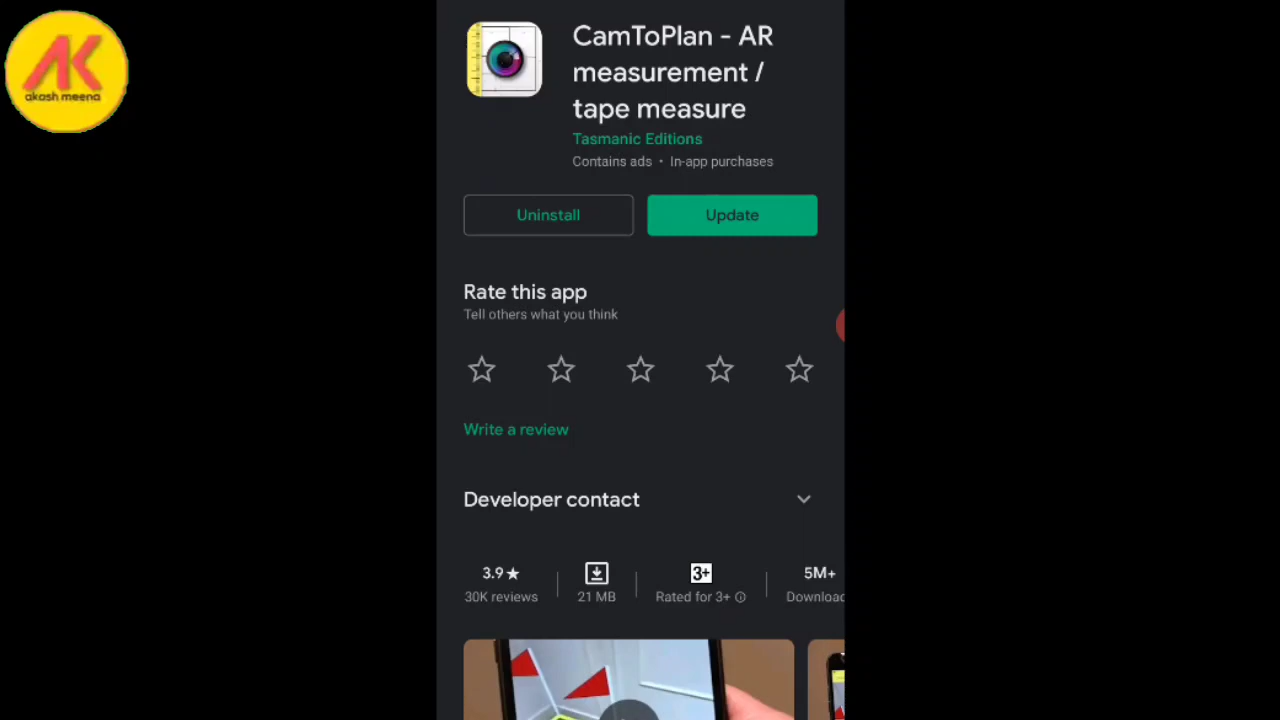 AK
akash meena
CamToPlan - AR
measurement /
tape measure
Tasmanic Editions
Contains ads • In-app purchases
Uninstall
Update
Rate this app
Tell others what you think
Write a review
Developer contact
3.9★
30K reviews
21 MB
3+
Rated for 3+
5M+
Downloac